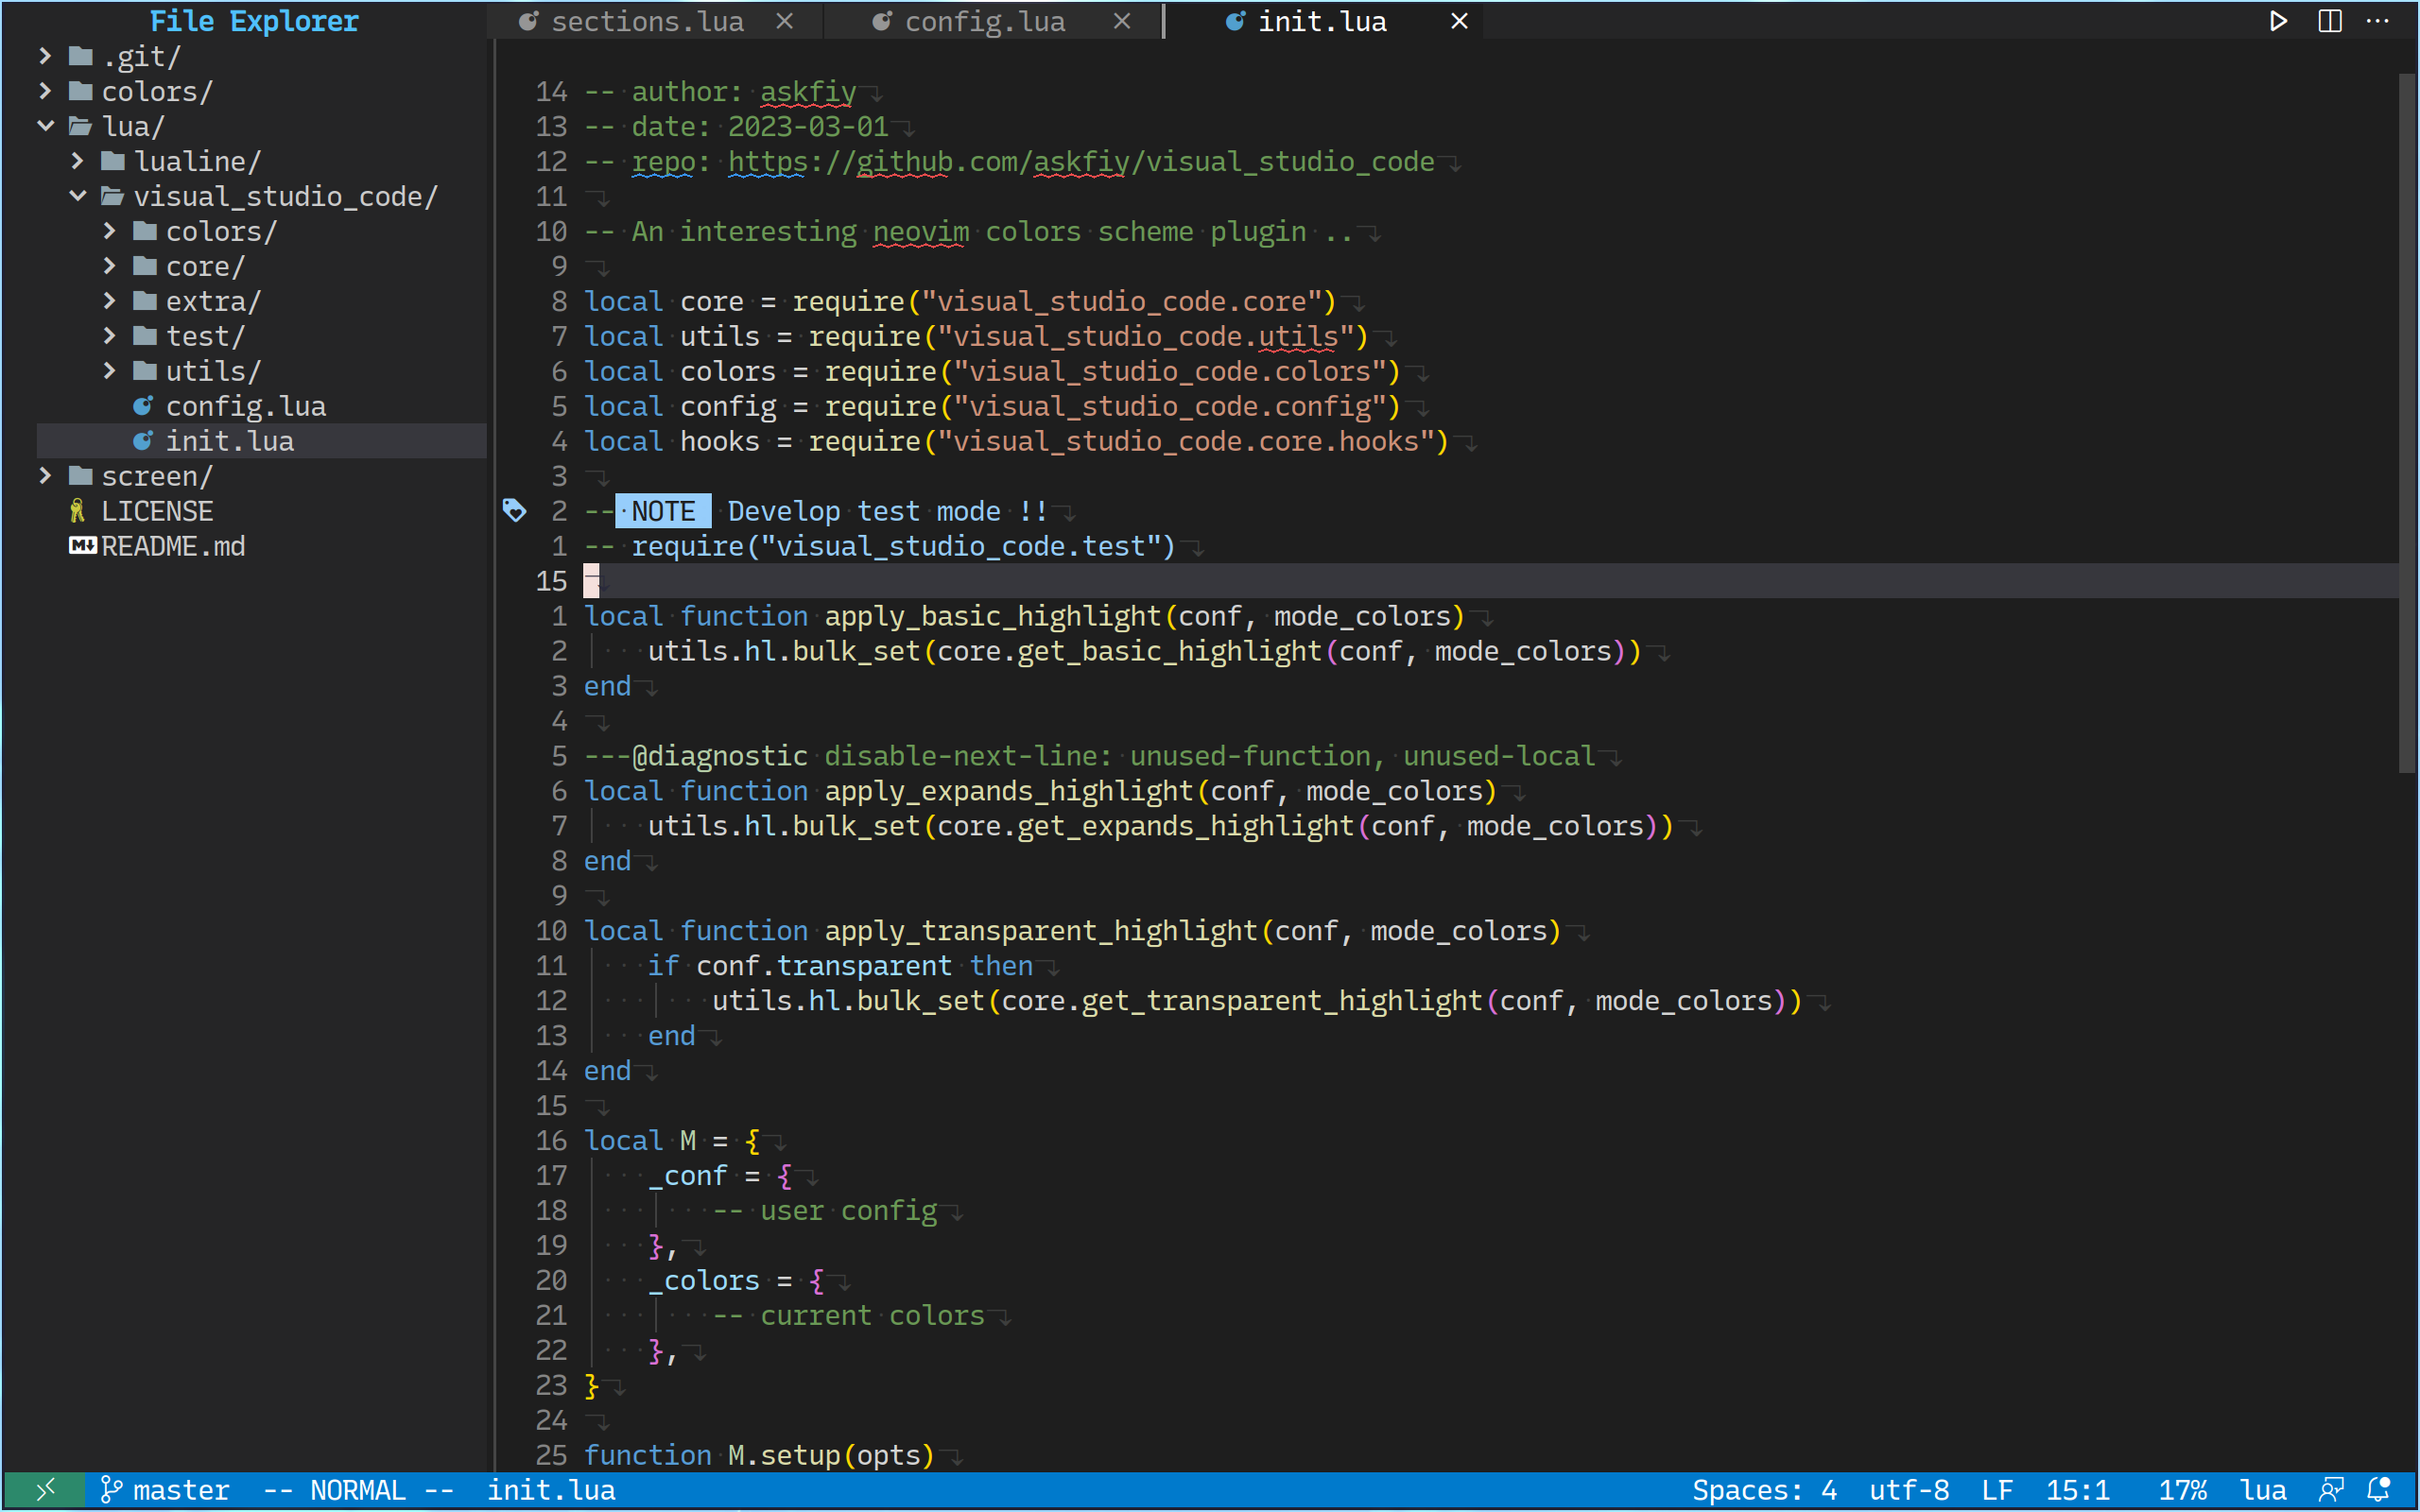 File Explorer
.git/
colors/
lua/
lualine/
visual_studio_code/
colors/
core/
extra/
test/
utils/
config.lua
init.lua
screen/
LICENSE
M↓ README.md
sections.lua × config.lua × init.lua ×
14 -- author: askfiy
13 -- date: 2023-03-01
12 -- repo: https://github.com/askfiy/visual_studio_code
11
10 -- An interesting neovim colors scheme plugin ..
9
8 local core = require("visual_studio_code.core")
7 local utils = require("visual_studio_code.utils")
6 local colors = require("visual_studio_code.colors")
5 local config = require("visual_studio_code.config")
4 local hooks = require("visual_studio_code.core.hooks")
3
2 -- NOTE Develop test mode !!
1 -- require("visual_studio_code.test")
15
1 local function apply_basic_highlight(conf, mode_colors)
2     utils.hl.bulk_set(core.get_basic_highlight(conf, mode_colors))
3 end
4
5 ---@diagnostic disable-next-line: unused-function, unused-local
6 local function apply_expands_highlight(conf, mode_colors)
7     utils.hl.bulk_set(core.get_expands_highlight(conf, mode_colors))
8 end
9
10 local function apply_transparent_highlight(conf, mode_colors)
11     if conf.transparent then
12         utils.hl.bulk_set(core.get_transparent_highlight(conf, mode_colors))
13     end
14 end
15
16 local M = {
17     _conf = {
18         -- user config
19     },
20     _colors = {
21         -- current colors
22     },
23 }
24
25 function M.setup(opts)
master -- NORMAL -- init.lua Spaces: 4 utf-8 LF 15:1 17% lua